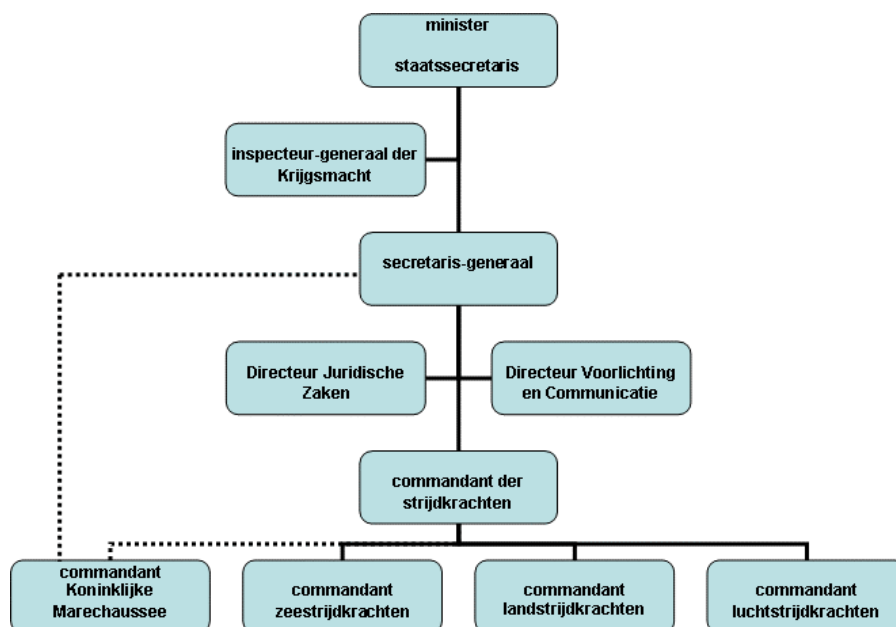 minister
staatssecretaris
inspecteur-generaal der
Krijgsmacht
secretaris-generaal
Directeur Juridische
Zaken
Directeur Voorlichting
en Communicatie
commandant der
strijdkrachten
commandant
Koninklijke
Marechaussee
commandant
zeestrijdkrachten
commandant
landstrijdkrachten
commandant
luchtstrijdkrachten